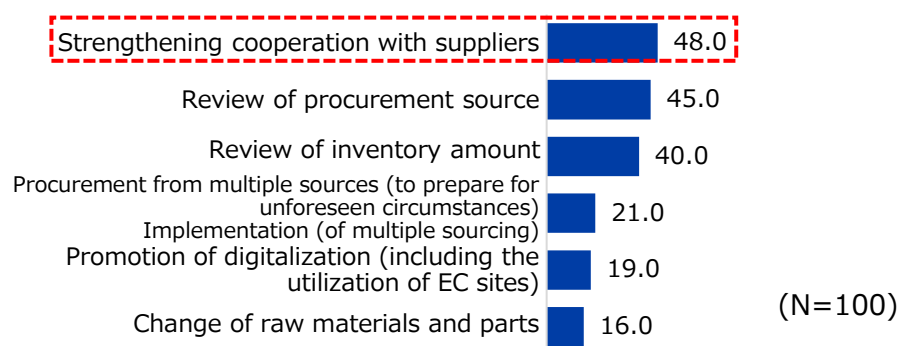 Strengthening cooperation with suppliers 48.0
Review of procurement source 45.0
Review of inventory amount 40.0
Procurement from multiple sources (to prepare for
unforeseen circumstances)
Implementation (of multiple sourcing) 21.0
Promotion of digitalization (including the
utilization of EC sites) 19.0
Change of raw materials and parts 16.0
(N=100)